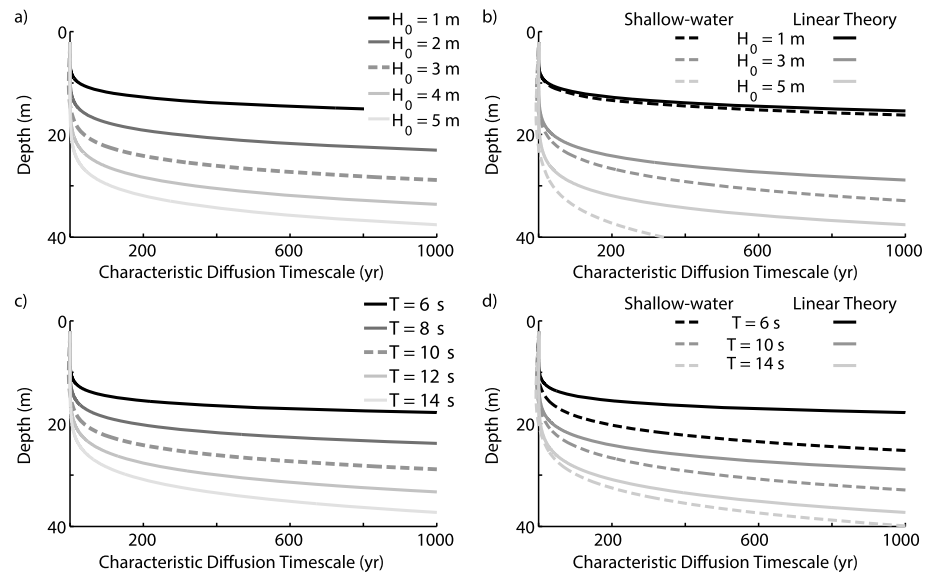 a)
H0 = 1 m
H0 = 2 m
H0 = 3 m
H0 = 4 m
H0 = 5 m
0
20
40
Depth (m)
200
600
1000
Characteristic Diffusion Timescale (yr)
b)
Shallow-water Linear Theory
H0 = 1 m
H0 = 3 m
H0 = 5 m
0
20
40
Depth (m)
200
600
1000
Characteristic Diffusion Timescale (yr)
c)
T = 6 s
T = 8 s
T = 10 s
T = 12 s
T = 14 s
0
20
40
Depth (m)
200
600
1000
Characteristic Diffusion Timescale (yr)
d)
Shallow-water Linear Theory
T = 6 s
T = 10 s
T = 14 s
0
20
40
Depth (m)
200
600
1000
Characteristic Diffusion Timescale (yr)